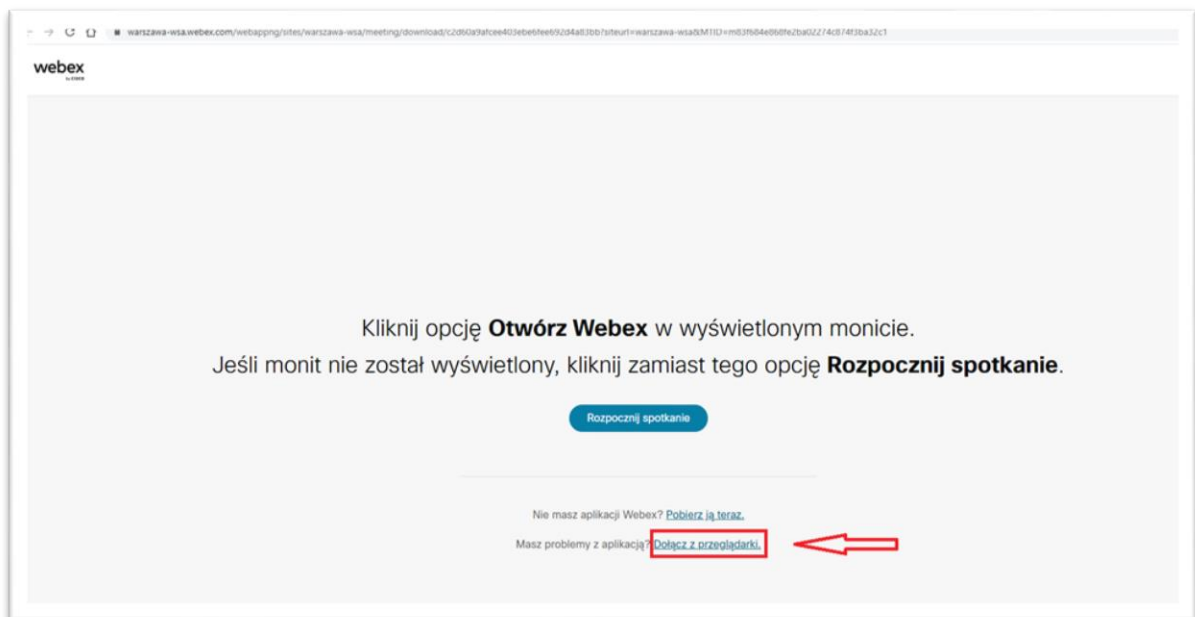 warszawa-wsa.webex.com/webappng/sites/warszawa-wsa/meeting/download/c2d60a9afcee403ebe6fee692d4a83bb?siteurl=warszawa-wsa&MTID=m83f684e868fe2ba02274c874f3ba32c1
webex
by CISCO
Kliknij opcję Otwórz Webex w wyświetlonym monicie.
Jeśli monit nie został wyświetlony, kliknij zamiast tego opcję Rozpocznij spotkanie.
Rozpocznij spotkanie
Nie masz aplikacji Webex? Pobierz ją teraz.
Masz problemy z aplikacją? Dołącz z przeglądarki.